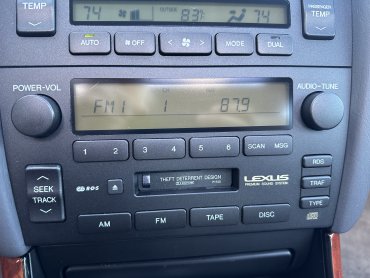 TEMP
74 OUTSIDE 83 74
PASSENGER TEMP
AUTO OFF MODE DUAL
POWER-VOL
AUDIO-TUNE
FM1 CH 1 87.9
1 2 3 4 5 6 SCAN MSG
SEEK
TRACK
THEFT DETERRENT DESIGN
LEXUS
PREMIUM SOUND SYSTEM
RDS
TRAF
TYPE
AM FM TAPE DISC